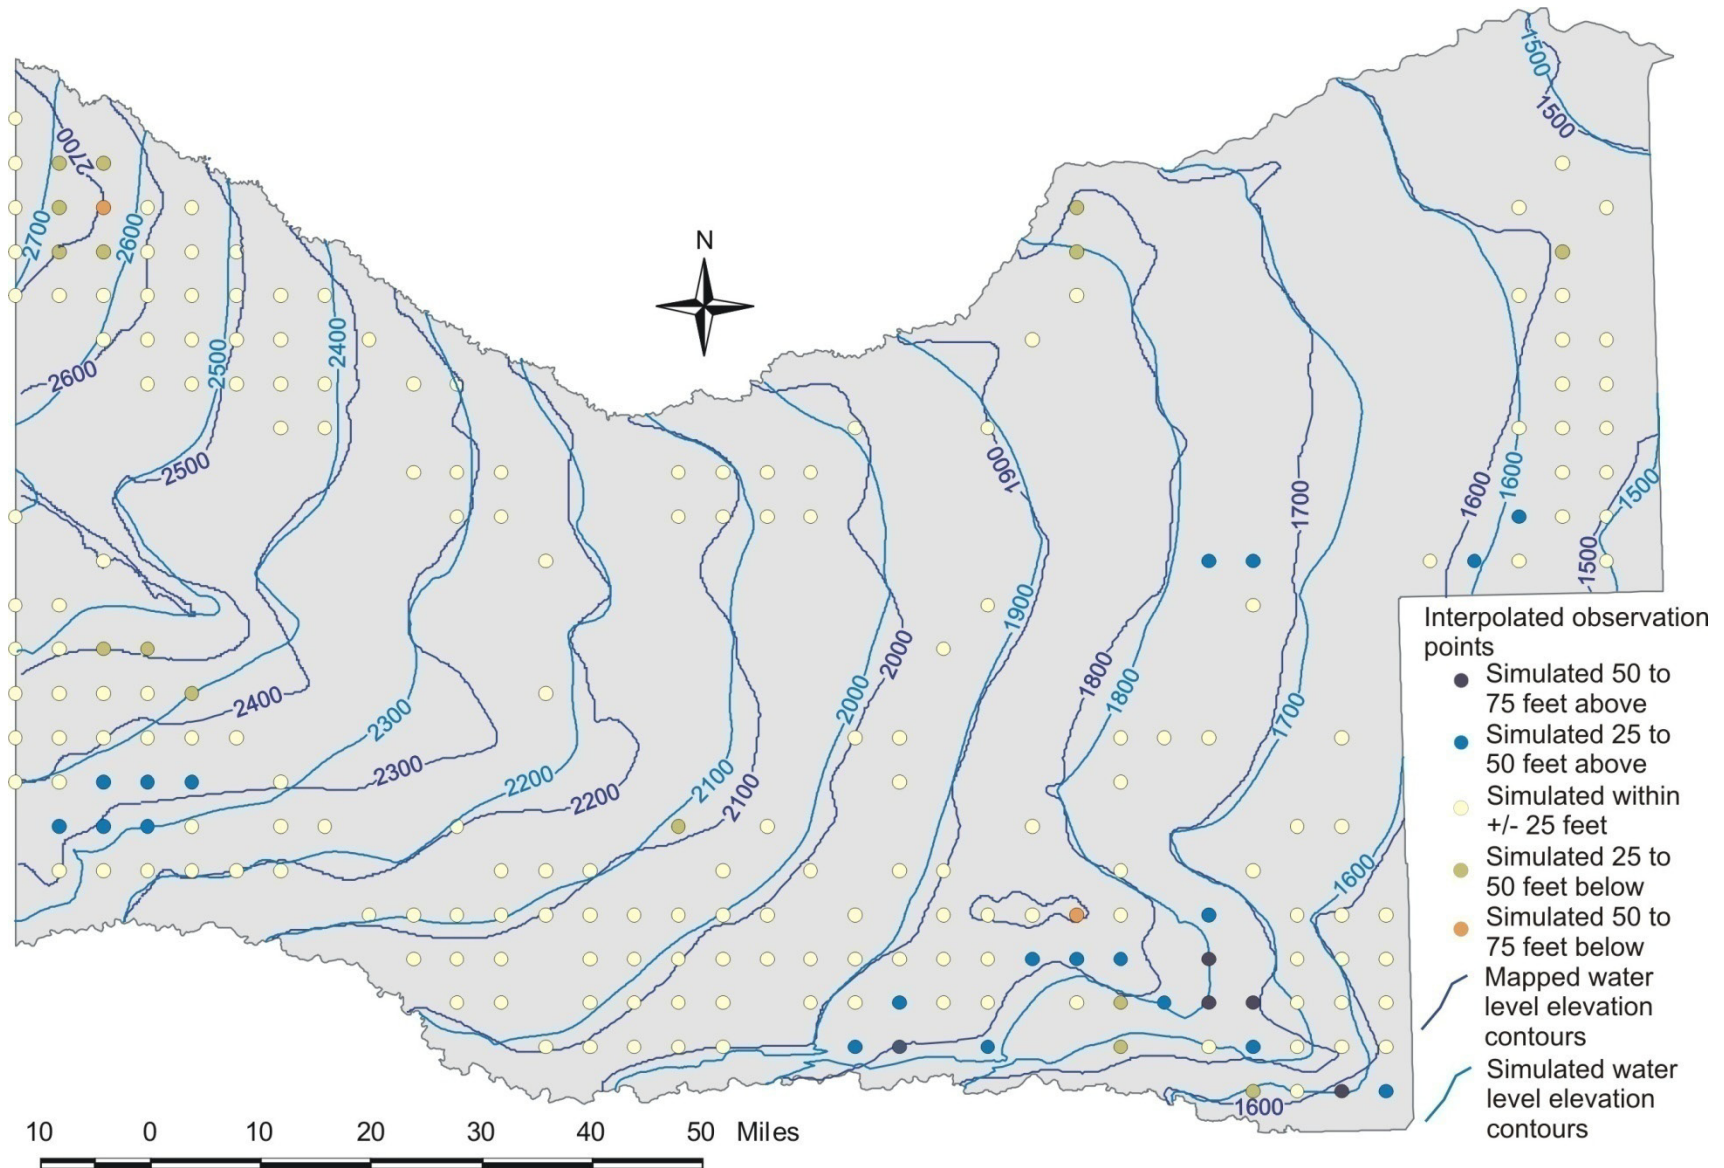 1500
1500
2700
N
2700
2600
2400
2500
2600
1900
2500
1700
1600
1600
1500
1500
1900
2000
1800
1800
2400
2300
2000
1700
2300
2200
2100
2100
2200
1600
1600
Interpolated observation
points
Simulated 50 to
75 feet above
Simulated 25 to
50 feet above
Simulated within
+/- 25 feet
Simulated 25 to
50 feet below
Simulated 50 to
75 feet below
Mapped water
level elevation
contours
Simulated water
level elevation
contours
10 0 10 20 30 40 50 Miles